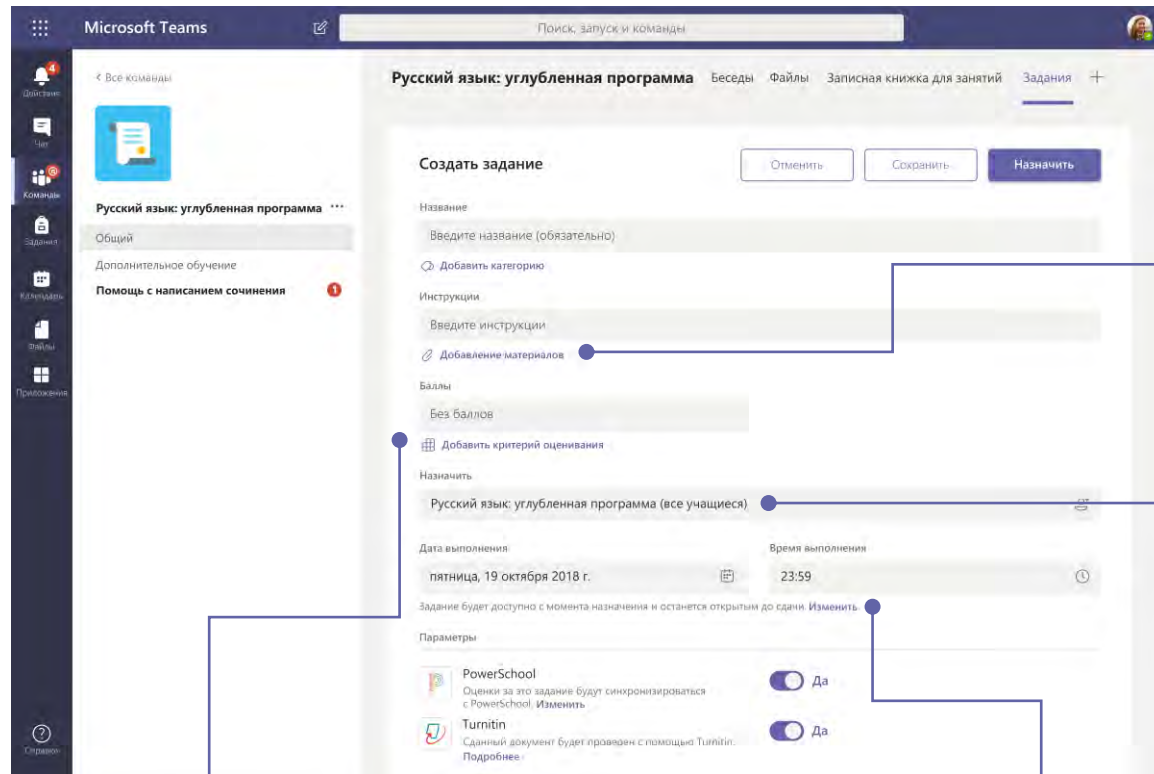 Microsoft Teams
Поиск, запуск и команды
4
Действия
Чат
Команды
Задания
Календарь
Файлы
Приложения
Справка
< Все команды
Русский язык: углубленная программа ...
Общий
Дополнительное обучение
Помощь с написанием сочинения 1
Русский язык: углубленная программа Беседы Файлы Записная книжка для занятий Задания +
Создать задание Отменить Сохранить Назначить
Название
Введите название (обязательно)
Добавить категорию
Инструкции
Введите инструкции
Добавление материалов
Баллы
Без баллов
Добавить критерий оценивания
Назначить
Русский язык: углубленная программа (все учащиеся)
Дата выполнения Время выполнения
пятница, 19 октября 2018 г. 23:59
Задание будет доступно с момента назначения и останется открытым до сдачи. Изменить
Параметры
PowerSchool Да
Оценки за это задание будут синхронизироваться
с PowerSchool. Изменить
Turnitin Да
Сданный документ будет проверен с помощью Turnitin.
Подробнее